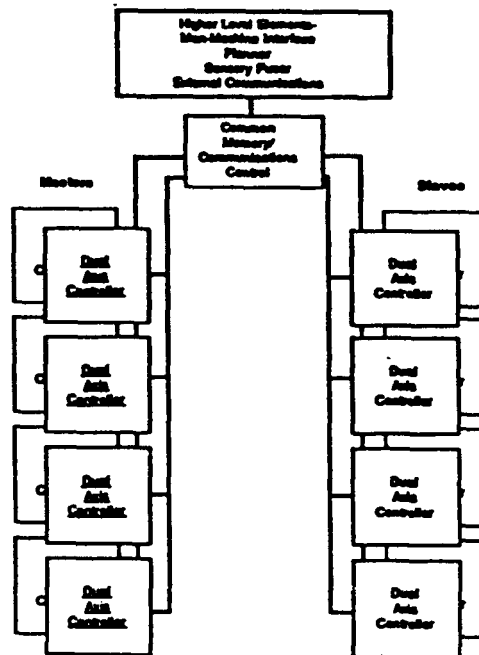 Higher Level Elements-
Man-Machine Interface
Planner
Sensory Fuser
External Communications
Common
Memory/
Communications
Control
Masters
Slaves
Dual
Axis
Controller
Dual
Axis
Controller
Dual
Axis
Controller
Dual
Axis
Controller
Dual
Axis
Controller
Dual
Axis
Controller
Dual
Axis
Controller
Dual
Axis
Controller